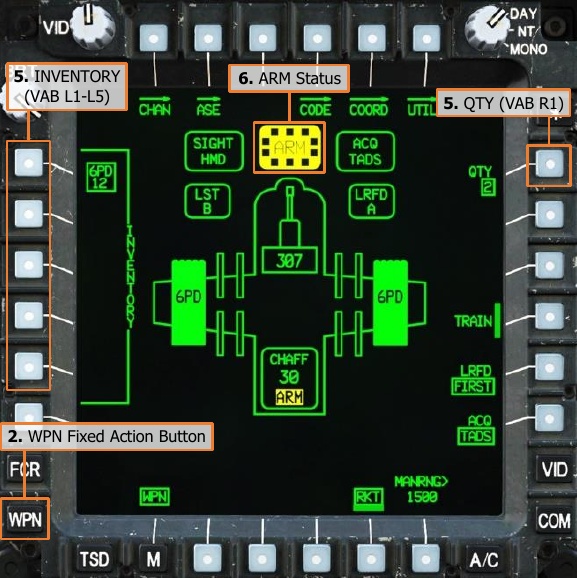 VID
DAY
NT
MONO
5. INVENTORY
(VAB L1-L5)
6. ARM Status
5. QTY (VAB R1)
CHAN
ASE
CODE
COORD
UTIL
SIGHT
HMD
ARM
ACQ
TADS
6PD
12
QTY
2
LST
B
LRFD
A
INVENTORY
307
6PD
6PD
TRAIN
CHAFF
30
ARM
LRFD
FIRST
ACQ
TADS
2. WPN Fixed Action Button
FCR
VID
WPN
WPN
RKT
MANRNG>
1500
COM
TSD
M
A/C